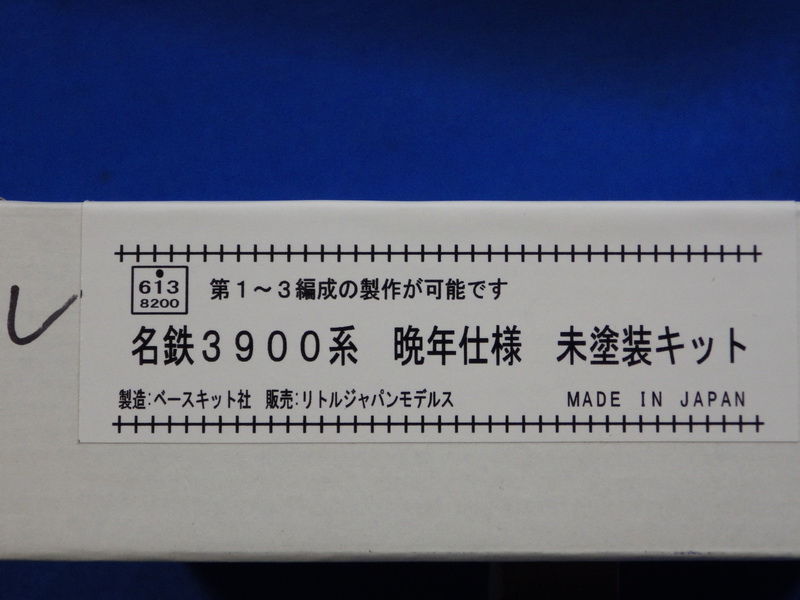 613
8200
第1～3編成の製作が可能です
名鉄3900系 晩年仕様 未塗装キット
製造:ベースキット社 販売:リトルジャパンモデルス
MADE IN JAPAN